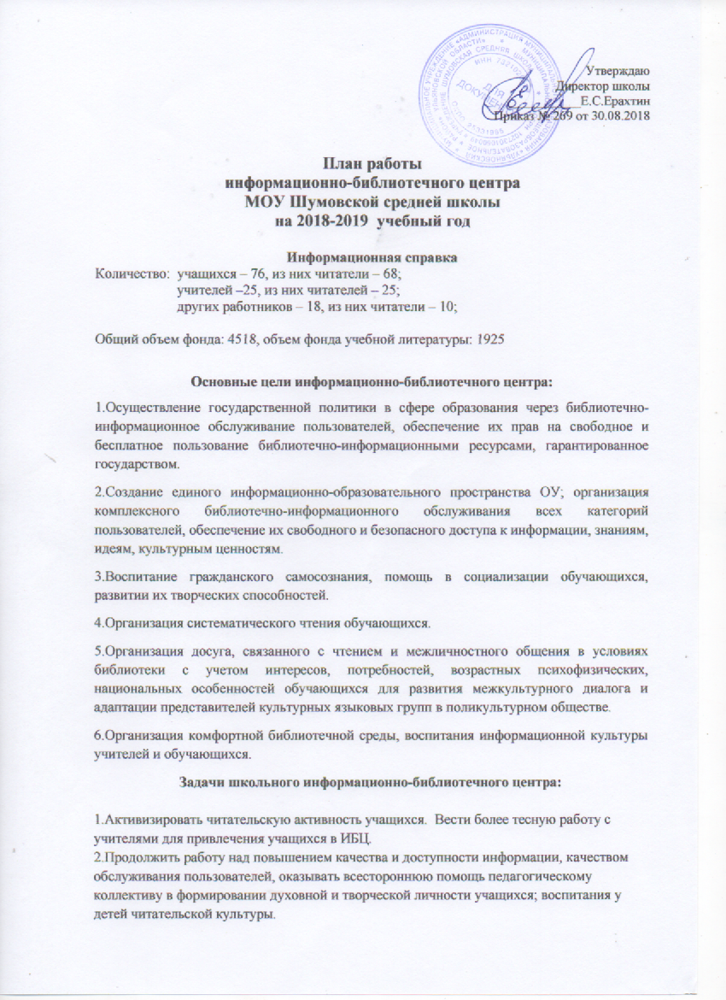 Утверждаю
Директор школы
Е.С.Ерахтин
Приказ № 269 от 30.08.2018
ДЛЯ
ДОКУМЕНТОВ
План работы
информационно-библиотечного центра
МОУ Шумовской средней школы
на 2018-2019 учебный год
Информационная справка
Количество: учащихся – 76, из них читатели – 68;
учителей –25, из них читателей – 25;
других работников – 18, из них читатели – 10;
Общий объем фонда: 4518, объем фонда учебной литературы: 1925
Основные цели информационно-библиотечного центра:
1.Осуществление государственной политики в сфере образования через библиотечно-
информационное обслуживание пользователей, обеспечение их прав на свободное и
бесплатное пользование библиотечно-информационными ресурсами, гарантированное
государством.
2.Создание единого информационно-образовательного пространства ОУ; организация
комплексного библиотечно-информационного обслуживания всех категорий
пользователей, обеспечение их свободного и безопасного доступа к информации, знаниям,
идеям, культурным ценностям.
3.Воспитание гражданского самосознания, помощь в социализации обучающихся,
развитии их творческих способностей.
4.Организация систематического чтения обучающихся.
5.Организация досуга, связанного с чтением и межличностного общения в условиях
библиотеки с учетом интересов, потребностей, возрастных психофизических,
национальных особенностей обучающихся для развития межкультурного диалога и
адаптации представителей культурных языковых групп в поликультурном обществе.
6.Организация комфортной библиотечной среды, воспитания информационной культуры
учителей и обучающихся.
Задачи школьного информационно-библиотечного центра:
1.Активизировать читательскую активность учащихся. Вести более тесную работу с
учителями для привлечения учащихся в ИБЦ.
2.Продолжить работу над повышением качества и доступности информации, качеством
обслуживания пользователей, оказывать всестороннюю помощь педагогическому
коллективу в формировании духовной и творческой личности учащихся; воспитания у
детей читательской культуры.